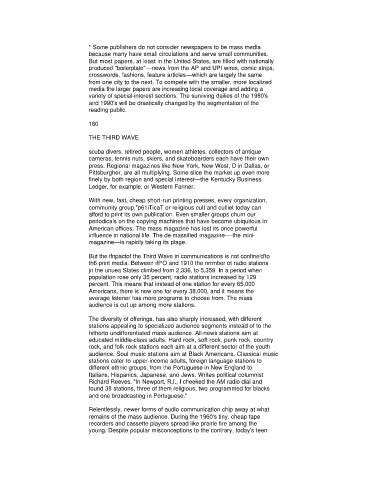 * Some publishers do not consider newspapers to be mass media
because many have small circulations and serve small communities.
But most papers, at least in the United States, are filled with nationally
produced "boilerplate"—news from the AP and UPI wires, comic strips,
crosswords, fashions, feature articles—which are largely the same
from one city to the next. To compete with the smaller, more localized
media the larger papers are increasing local coverage and adding a
variety of special-interest sections. The surviving dailies of the 1980's
and 1990's will be drastically changed by the segmentation of the
reading public.
160
THE THIRD WAVE
scuba divers, retired people, women athletes, collectors of antique
cameras, tennis nuts, skiers, and skateboarders each have their own
press. Regional magazines like New York, New West, D in Dallas, or
Pittsburgher, are all multiplying. Some slice the market up even more
finely by both region and special interest—the Kentucky Business
Ledger, for example, or Western Farmer.
With new, fast, cheap short-run printing presses, every organization,
community group,"p61iTicaT or religious cult and cultlet today can
afford to print its own publication. Even smaller groups churn our
periodicals on the copying machines that have become ubiquitous in
American offices. The mass magazine has lost its once powerful
influence in national life. The de-massified magazine—the mini-
magazine—is rapidly taking its place.
But the impact of the Third Wave in communications is not
th6 print media. Between and 1910 the number of radio stations
in the States climbed from 2,336, to 5,359. In a period when
population rose only 35 percent, radio stations increased by 129
percent. This means that instead of one station for every 65,000
Americans, there is now one for every 38,000, and it means the
average listener has more programs to choose from. The mass
audience is cut up among more stations.
The diversity of offerings, has also sharply increased, with different
stations appealing to specialized audience segments instead of to the
hitherto undifferentiated mass audience. All-news stations aim at
educated middle-class adults. Hard rock, soft rock, punk rock, country
rock, and folk rock stations each aim at a different sector of the youth
audience. Soul music stations aim at Black Americans. Classical music
stations cater to upper-income adults, foreign language stations to
different ethnic groups, from the Portuguese in New England to
Italians, Hispanics, Japanese, and Jews. Writes political columnist
Richard Reeves, "In Newport, R.I., I checked the AM radio dial and
found 38 stations, three of them religious, two programmed for blacks
and one broadcasting in Portuguese."
Relentlessly, newer forms of audio communication chip away at what
remains of the mass audience. During the 1960's tiny, cheap tape
recorders and cassette players spread like prairie fire among the
young. Despite popular misconceptions to the contrary, today's teen-